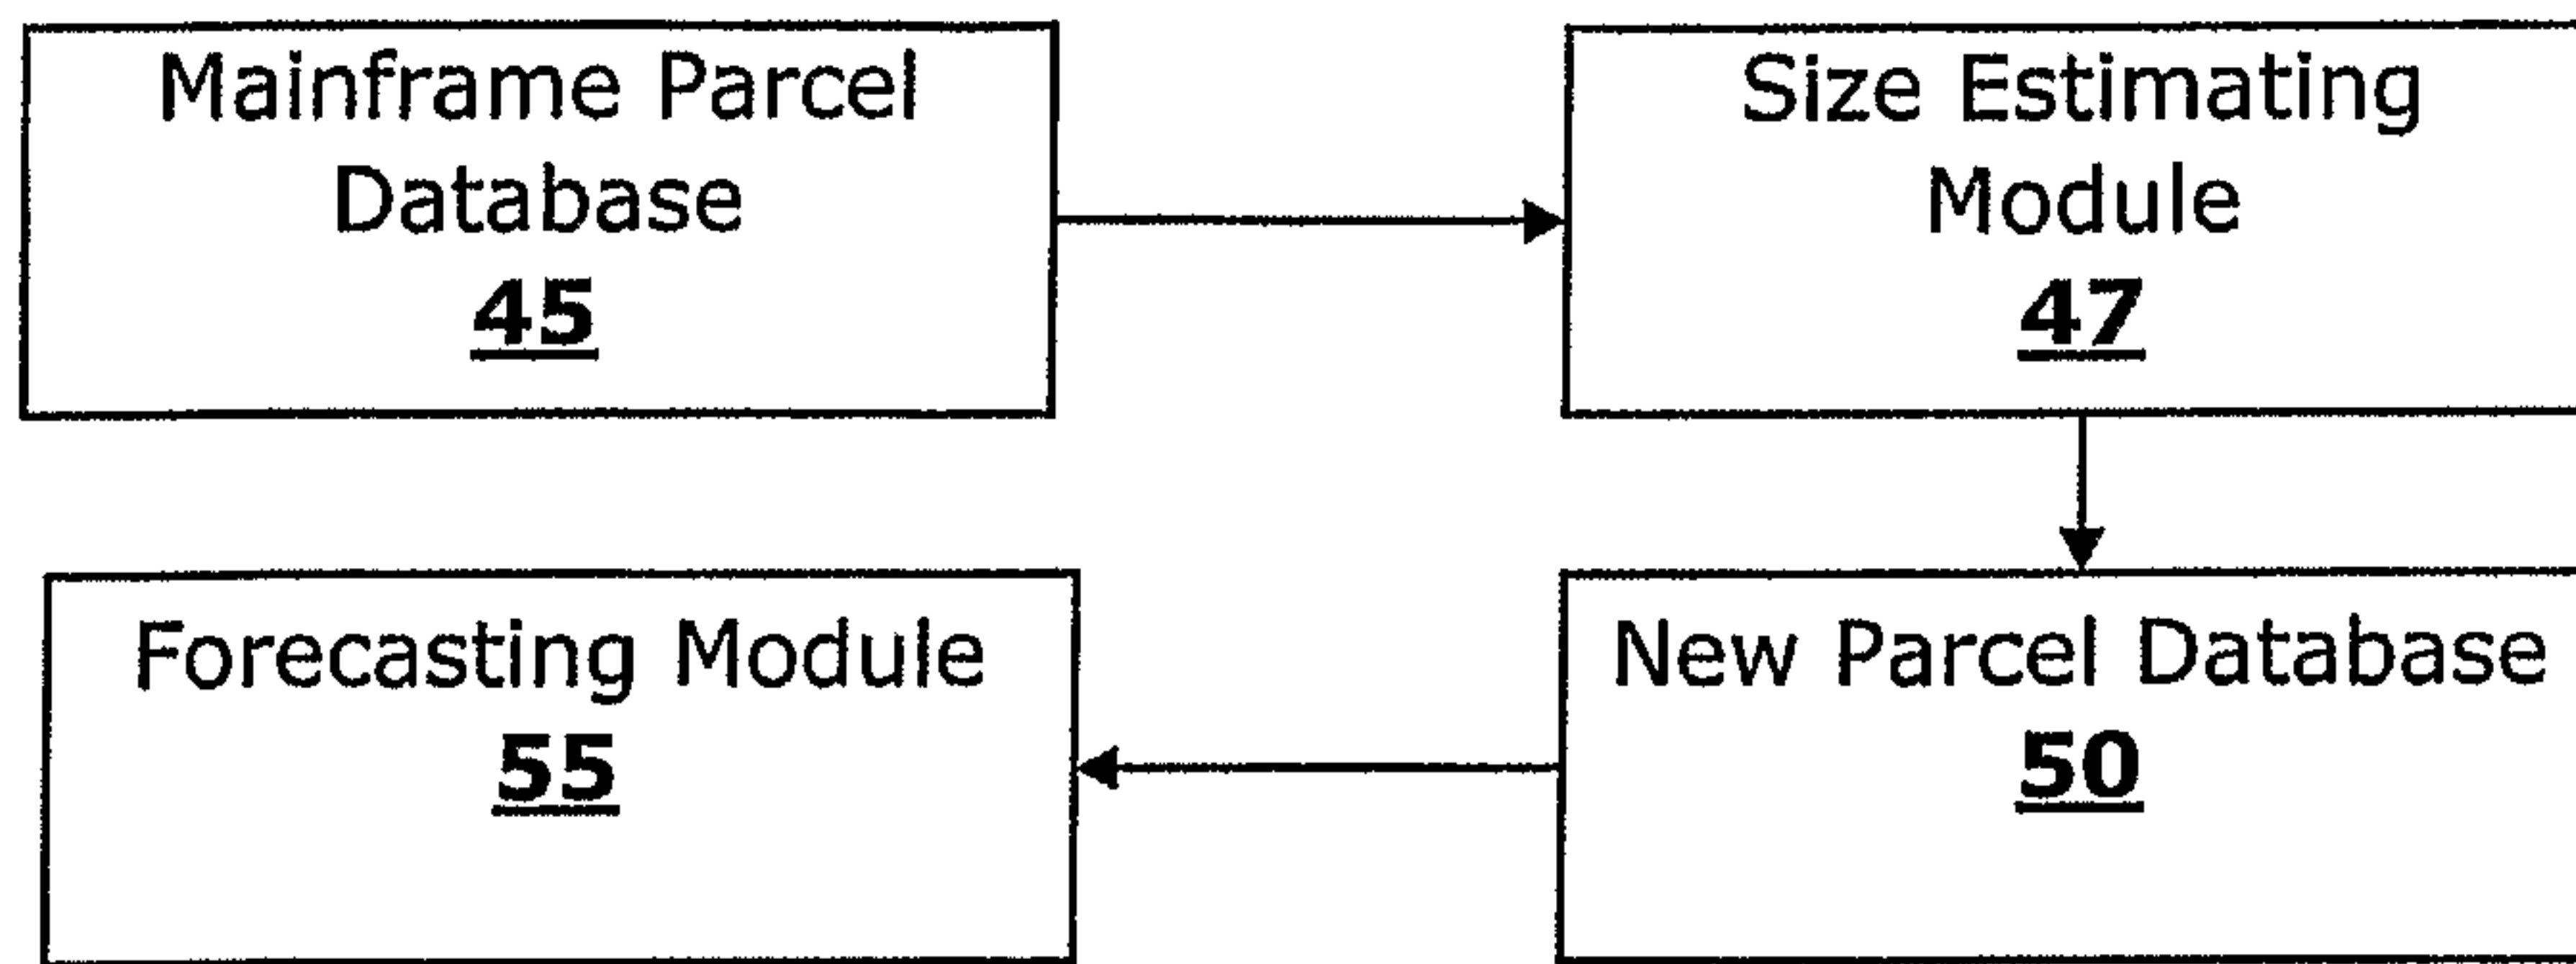 Mainframe Parcel
Database
45
Size Estimating
Module
47
Forecasting Module
55
New Parcel Database
50